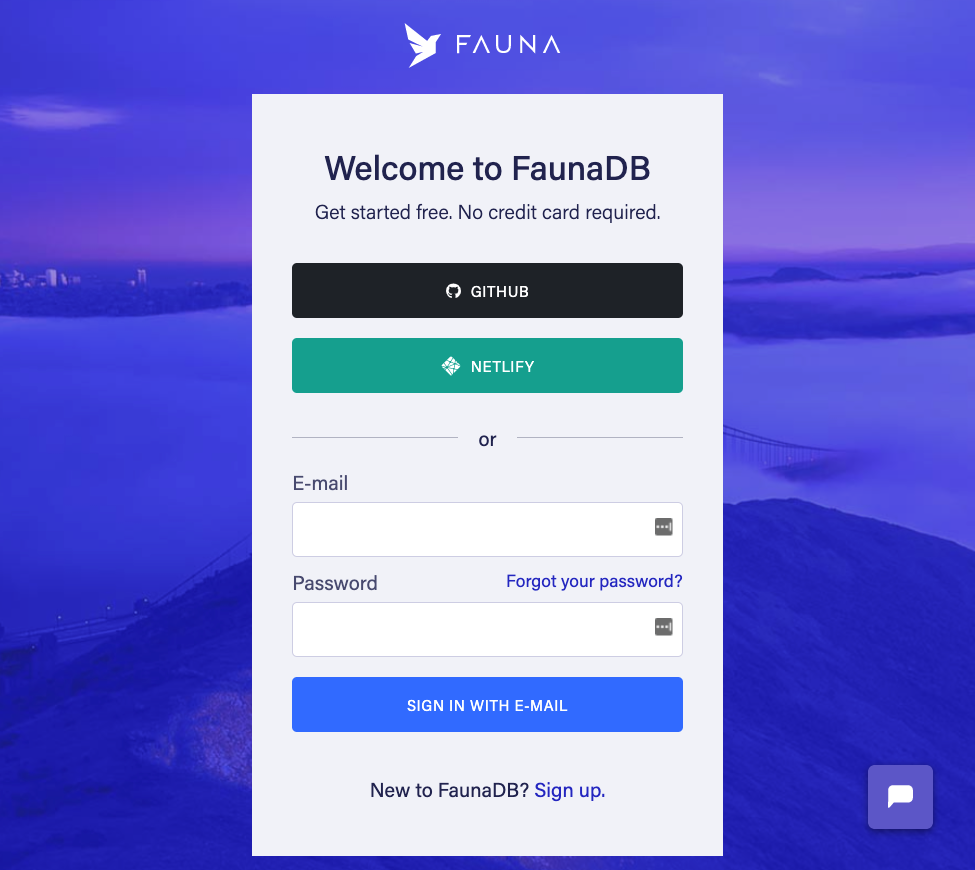 FAUNA
Welcome to FaunaDB
Get started free. No credit card required.
GITHUB
NETLIFY
or
E-mail
Password
Forgot your password?
SIGN IN WITH E-MAIL
New to FaunaDB? Sign up.